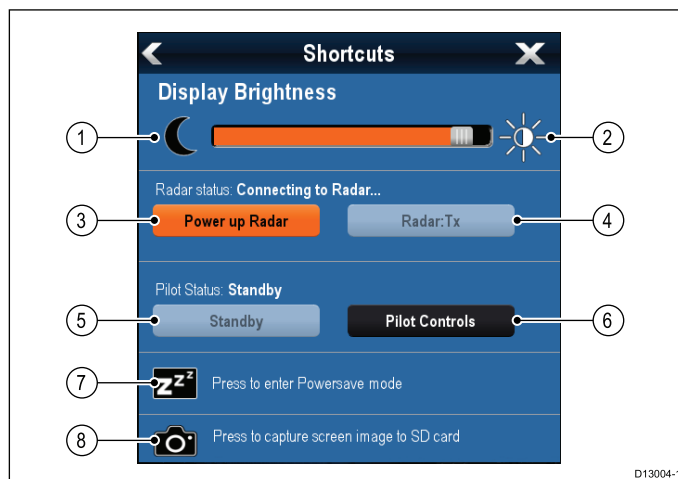 Shortcuts
Display Brightness
1
2
Radar status: Connecting to Radar...
3 Power up Radar Radar:Tx 4
Pilot Status: Standby
5 Standby Pilot Controls 6
7 zzz Press to enter Powersave mode
8 Press to capture screen image to SD card
D13004-1